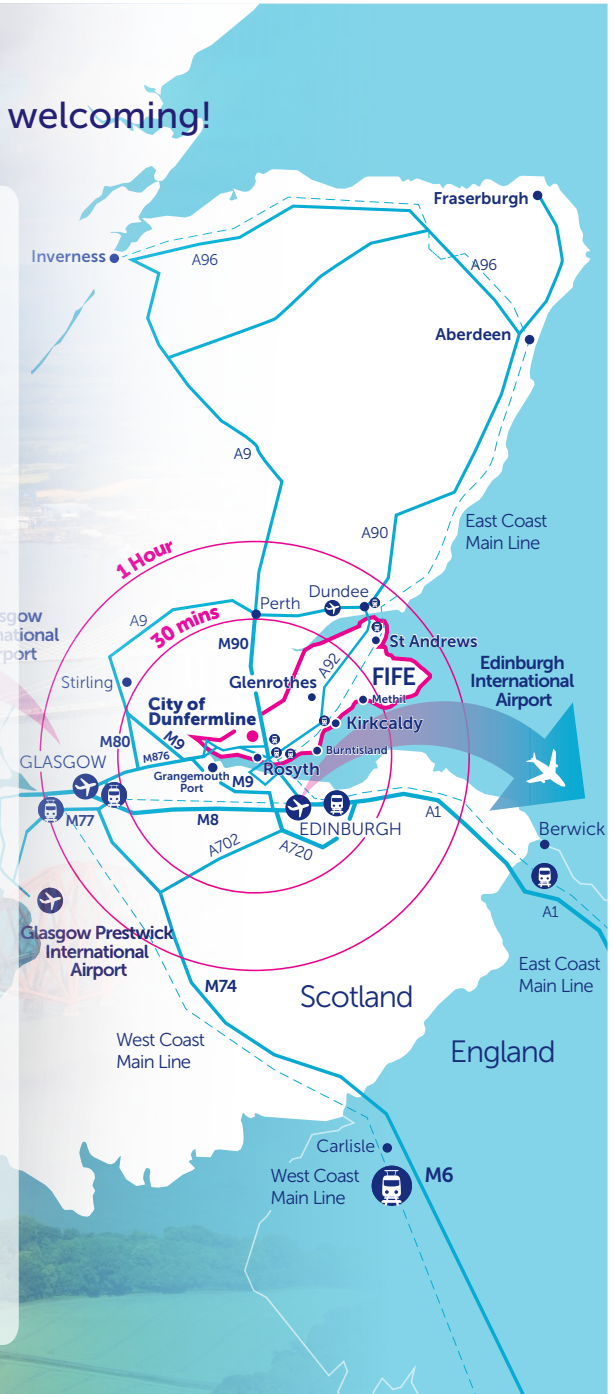 welcoming!
Fraserburgh
Inverness
A96
A96
Aberdeen
A9
A90
East Coast
Main Line
1 Hour
Dundee
Perth
30 mins
A9
M90
St Andrews
A92
FIFE
Edinburgh
International
Airport
Stirling
Glenrothes
Methil
City of
Dunfermline
Kirkcaldy
M80
M9
M876
Burntisland
GLASGOW
Rosyth
Grangemouth
Port
M9
M77
M8
EDINBURGH
A1
Berwick
A702
A720
A1
Glasgow Prestwick
International
Airport
East Coast
Main Line
M74
Scotland
West Coast
Main Line
England
Carlisle
West Coast
Main Line
M6